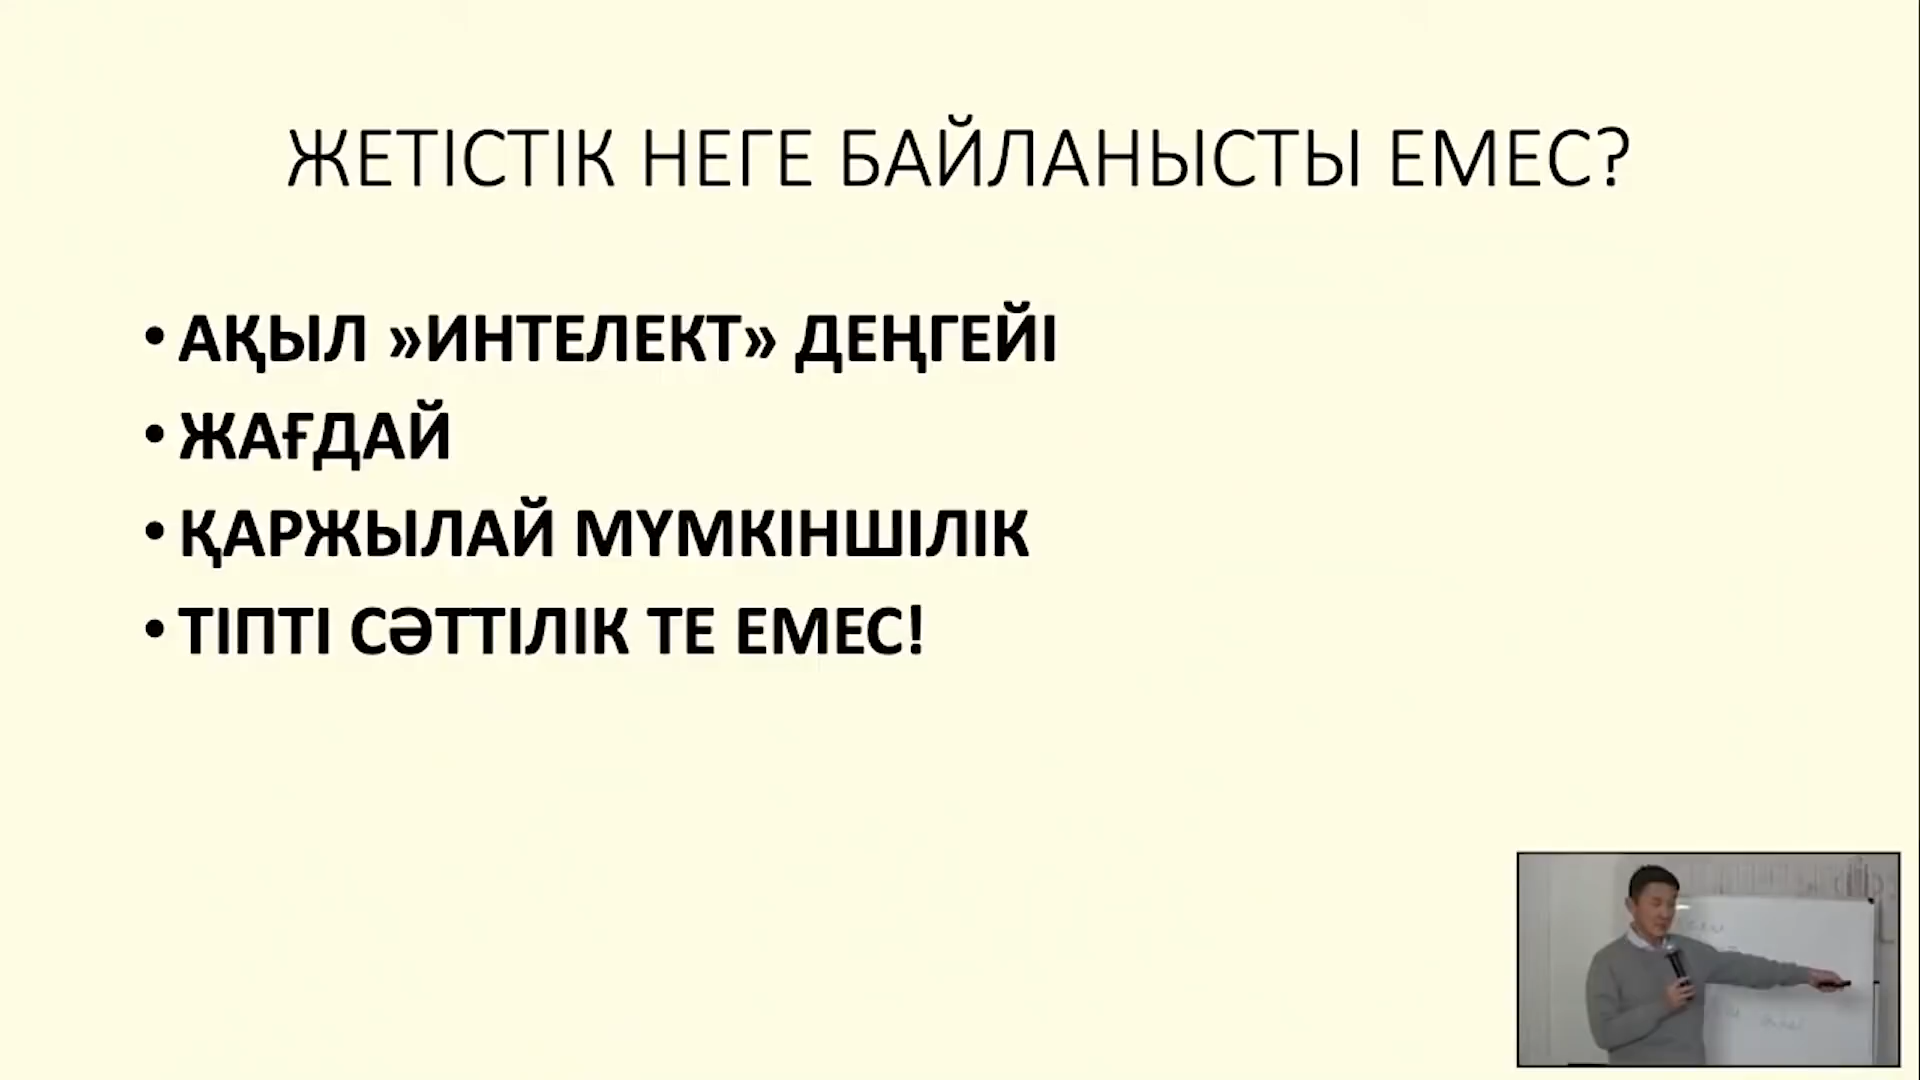 ЖЕТІСТІК НЕГЕ БАЙЛАНЫСТЫ ЕМЕС?
• АҚЫЛ »ИНТЕЛЕКТ» ДЕҢГЕЙІ
• ЖАҒДАЙ
• ҚАРЖЫЛАЙ МҮМКІНШІЛІК
• ТІПТІ СӘТТІЛІК ТЕ ЕМЕС!